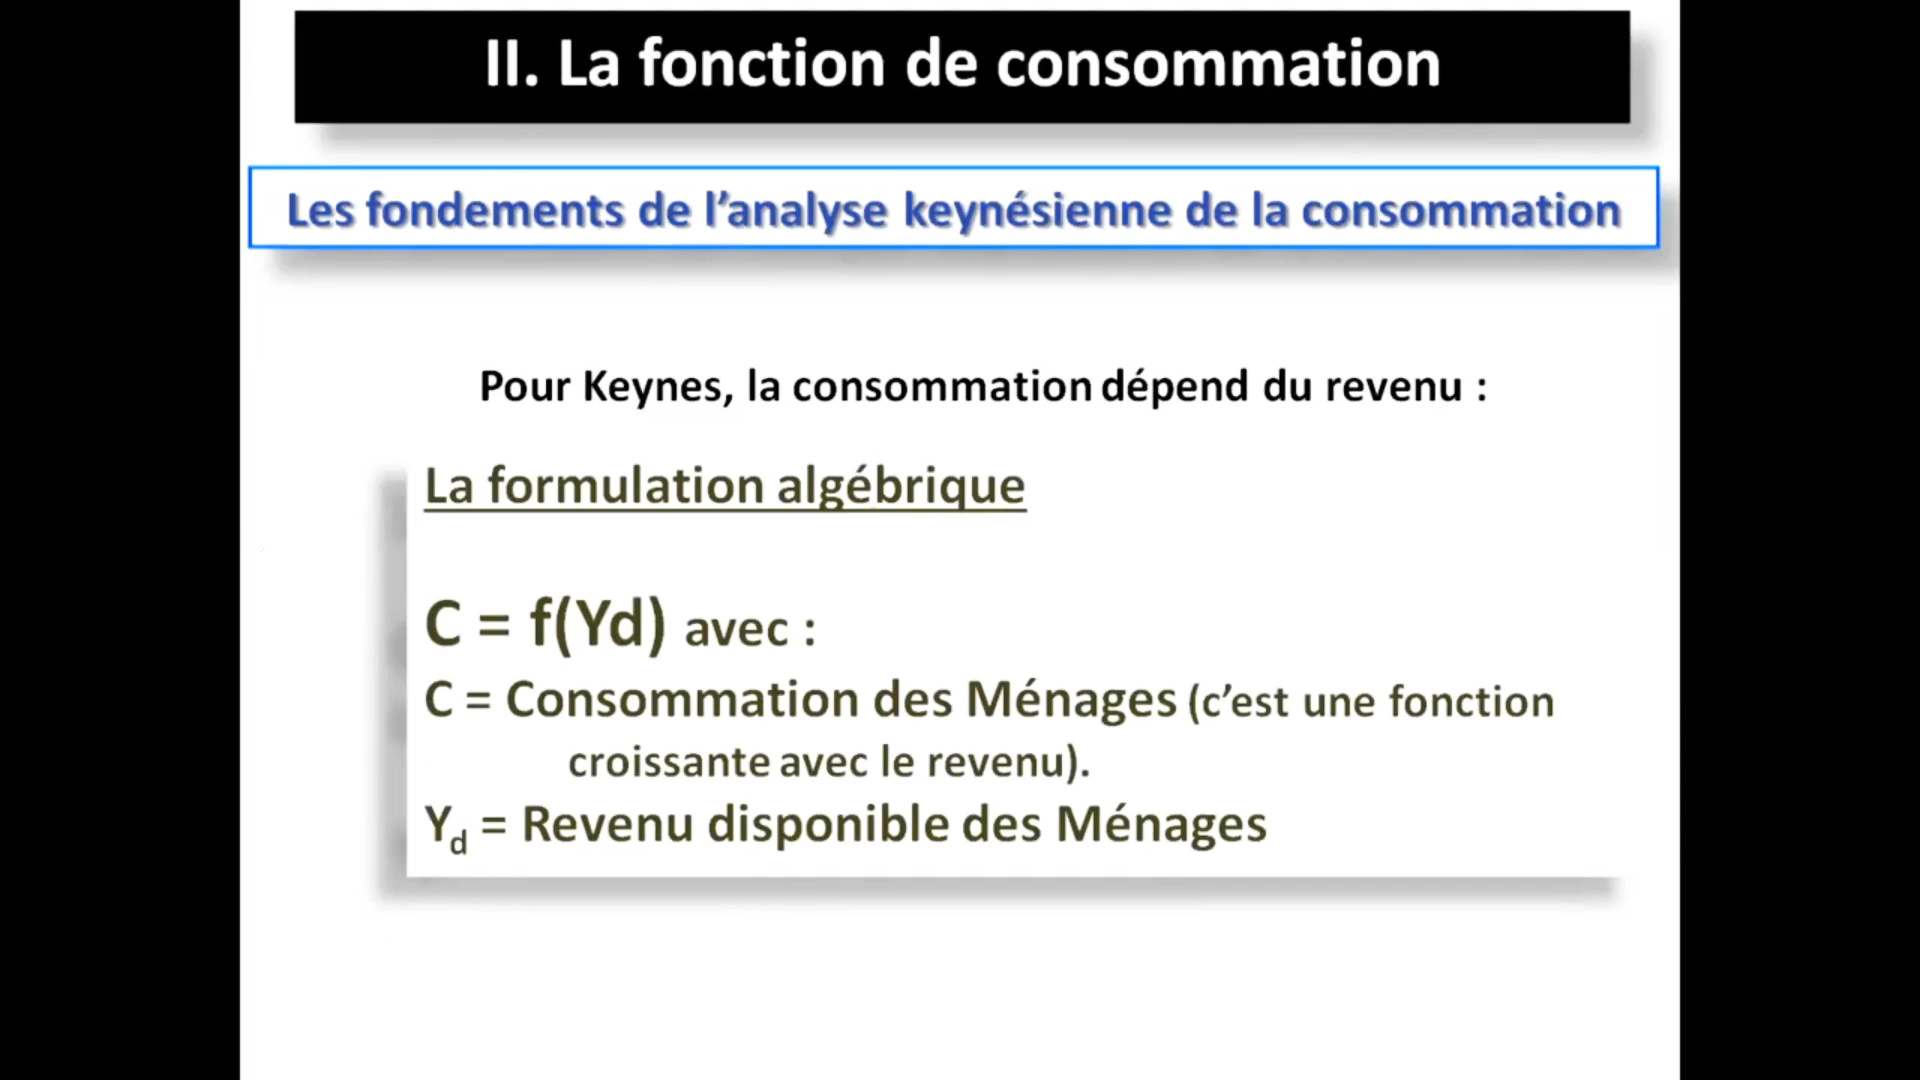 II. La fonction de consommation
Les fondements de l’analyse keynésienne de la consommation
Pour Keynes, la consommation dépend du revenu :
La formulation algébrique
C = f(Yd) avec :
C = Consommation des Ménages (c’est une fonction
croissante avec le revenu).
Yd = Revenu disponible des Ménages